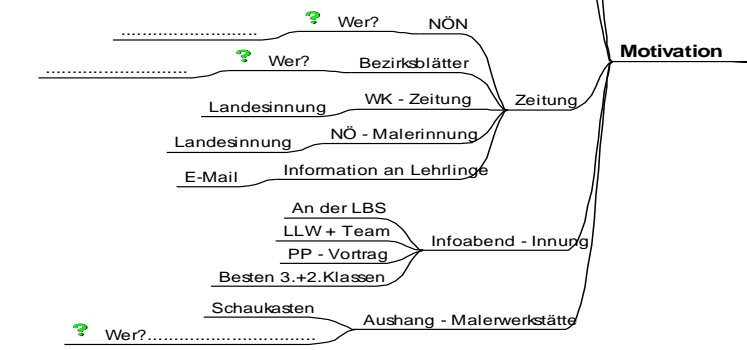 NÖN
Wer?
................................
Bezirksblätter
Wer?
................................
Zeitung
WK - Zeitung
Landesinnung
NÖ - Malerinnung
Landesinnung
Information an Lehrlinge
E-Mail
Motivation
Infoabend - Innung
An der LBS
LLW + Team
PP - Vortrag
Besten 3.+2.Klassen
Aushang - Malerwerkstätte
Schaukasten
Wer?......................................